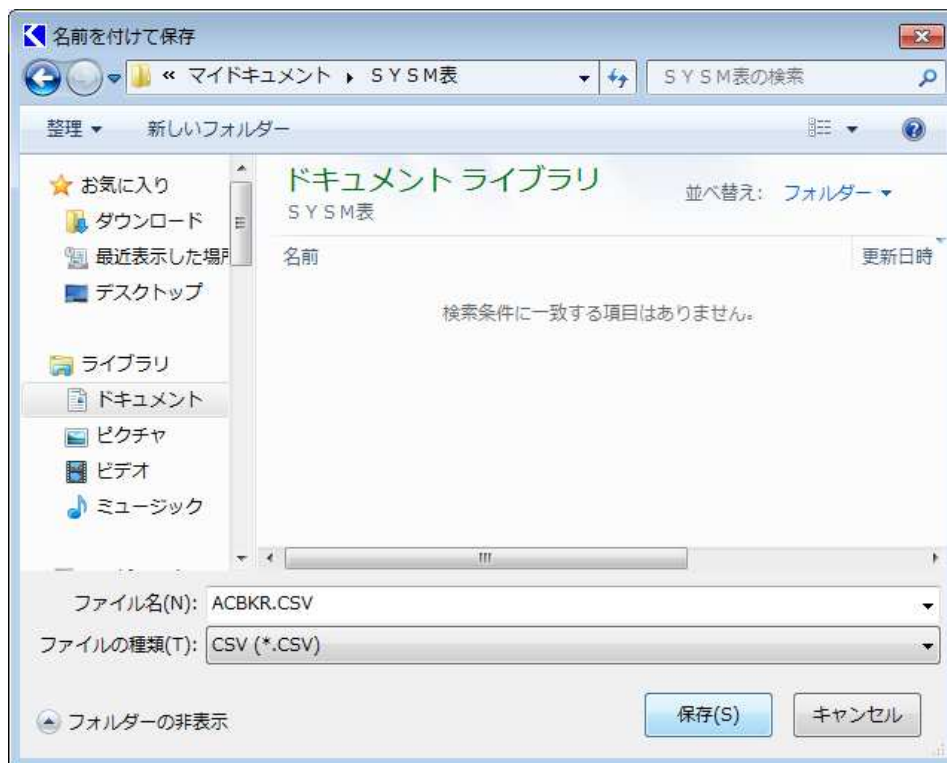 名前を付けて保存
« マイドキュメント ▸ ＳＹＳＭ表
ＳＹＳＭ表の検索
整理 ▼ 新しいフォルダー
お気に入り
ダウンロード
最近表示した場所
デスクトップ
ライブラリ
ドキュメント
ピクチャ
ビデオ
ミュージック
ドキュメント ライブラリ
ＳＹＳＭ表
並べ替え: フォルダー ▼
名前 更新日時
検索条件に一致する項目はありません。
ファイル名(N): ACBKR.CSV
ファイルの種類(T): CSV (*.CSV)
フォルダーの非表示
保存(S) キャンセル